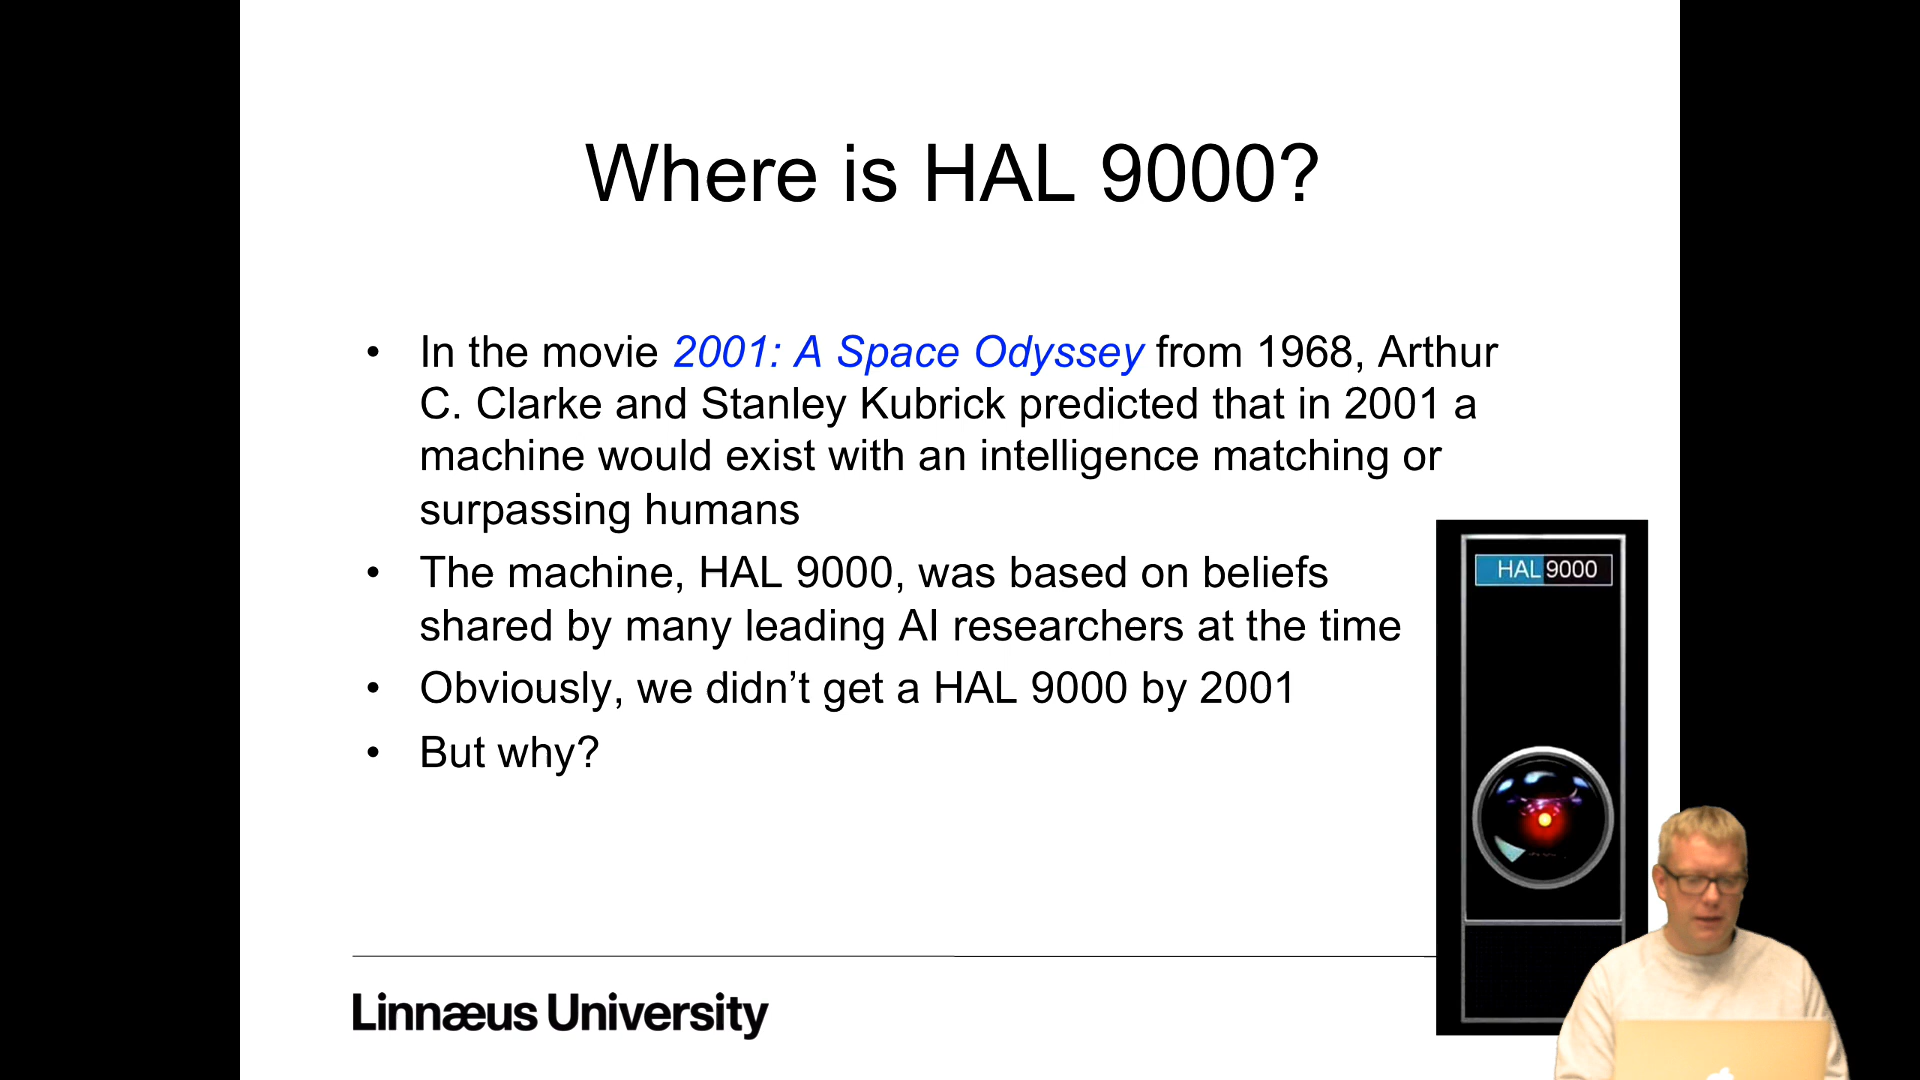 Where is HAL 9000?
• In the movie 2001: A Space Odyssey from 1968, Arthur
C. Clarke and Stanley Kubrick predicted that in 2001 a
machine would exist with an intelligence matching or
surpassing humans
• The machine, HAL 9000, was based on beliefs
shared by many leading AI researchers at the time
• Obviously, we didn’t get a HAL 9000 by 2001
• But why?
HAL 9000
Linnæus University